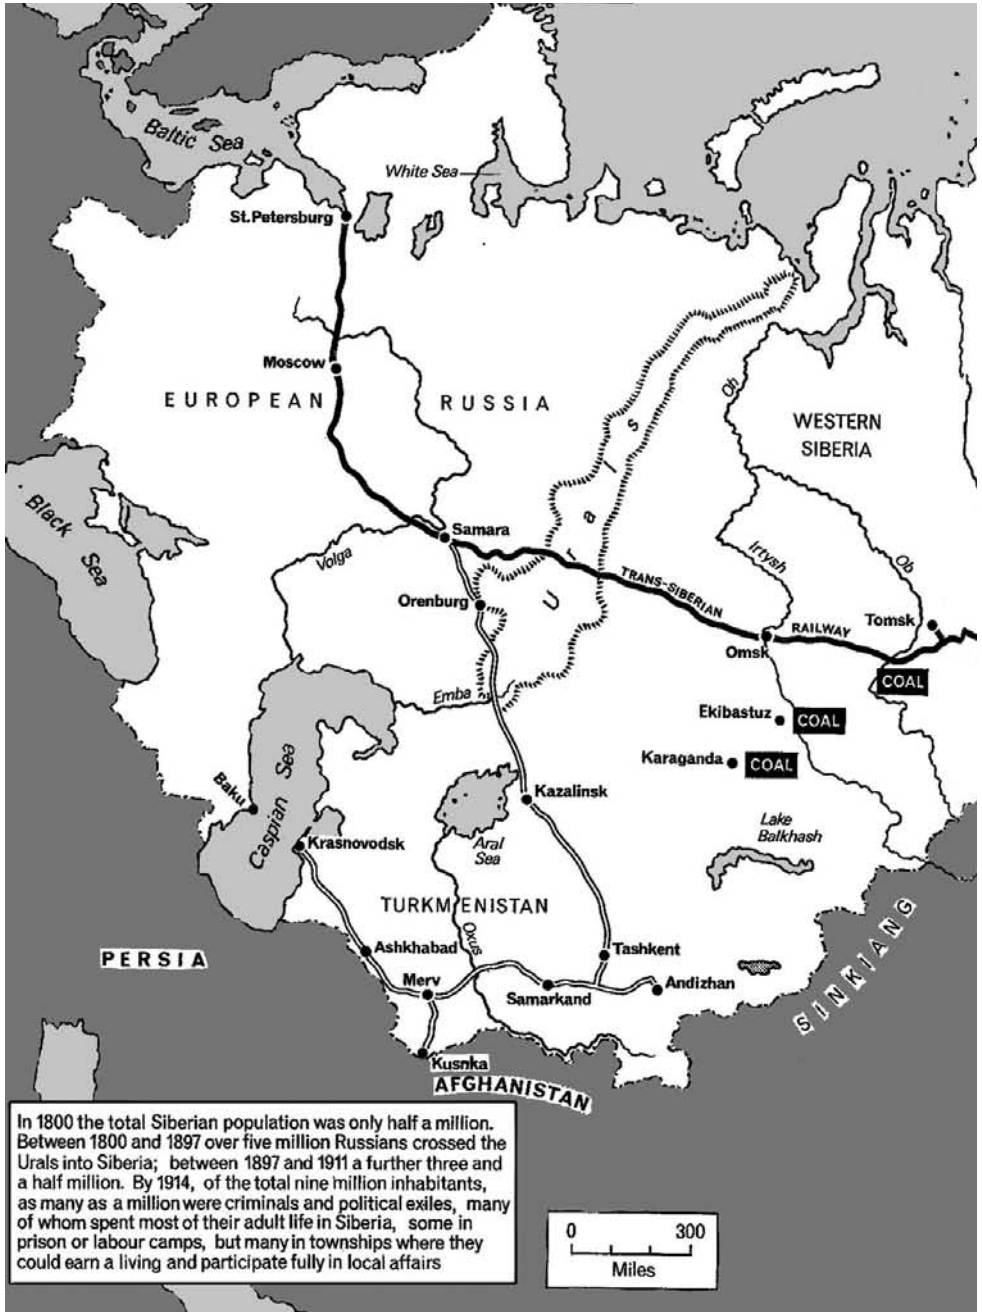 Baltic Sea
White Sea
St. Petersburg
Moscow
EUROPEAN RUSSIA
Urals
Ob
WESTERN
SIBERIA
Black Sea
Samara
Volga
Irtysh
Ob
TRANS-SIBERIAN RAILWAY
Orenburg
Tomsk
Omsk
COAL
Emba
Ekibastuz
COAL
Karaganda
COAL
Baku
Caspian Sea
Kazalinsk
Krasnovodsk
Aral
Sea
Lake
Balkhash
TURKMENISTAN
Oxus
SINKIANG
PERSIA
Ashkhabad
Tashkent
Merv
Samarkand
Andizhan
Kusnka
AFGHANISTAN
In 1800 the total Siberian population was only half a million.
Between 1800 and 1897 over five million Russians crossed the
Urals into Siberia; between 1897 and 1911 a further three and
a half million. By 1914, of the total nine million inhabitants,
as many as a million were criminals and political exiles, many
of whom spent most of their adult life in Siberia, some in
prison or labour camps, but many in townships where they
could earn a living and participate fully in local affairs
0 300
Miles